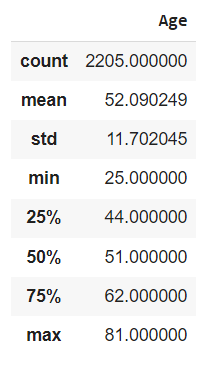 Age
count 2205.000000
mean 52.090249
std 11.702045
min 25.000000
25% 44.000000
50% 51.000000
75% 62.000000
max 81.000000